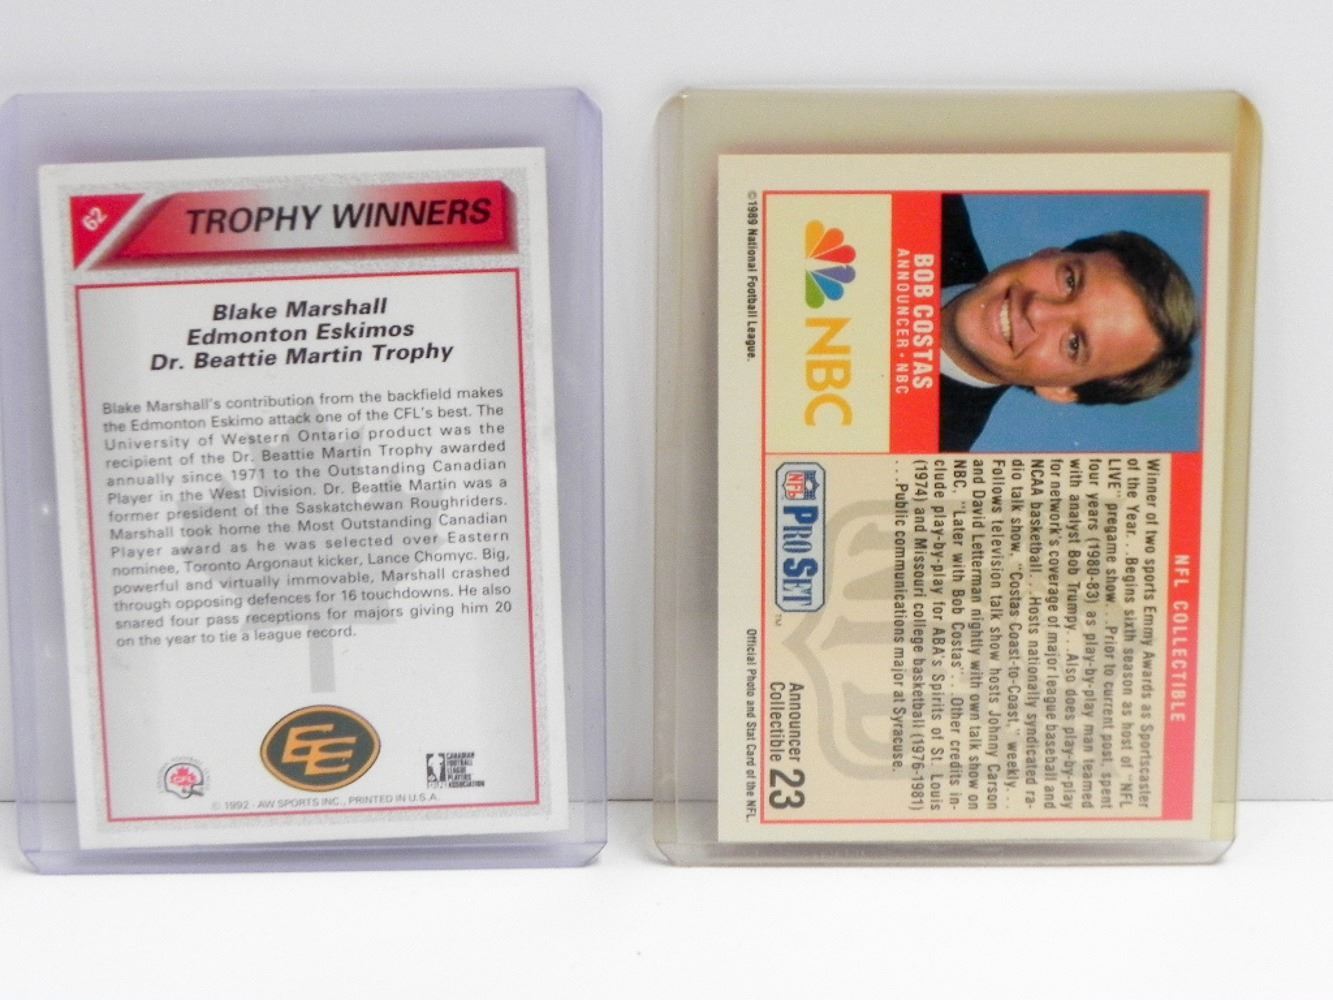 62
TROPHY WINNERS
Blake Marshall
Edmonton Eskimos
Dr. Beattie Martin Trophy
Blake Marshall's contribution from the backfield makes
the Edmonton Eskimo attack one of the CFL's best. The
University of Western Ontario product was the
recipient of the Dr. Beattie Martin Trophy awarded
annually since 1971 to the Outstanding Canadian
Player in the West Division. Dr. Beattie Martin was a
former president of the Saskatchewan Roughriders.
Marshall took home the Most Outstanding Canadian
Player award as he was selected over Eastern
nominee, Toronto Argonaut kicker, Lance Chomyc. Big,
powerful and virtually immovable, Marshall crashed
through opposing defences for 16 touchdowns. He also
snared four pass receptions for majors giving him 20
on the year to tie a league record.
EE
CFL
CANADIAN
FOOTBALL
LEAGUE
PLAYERS
ASSOCIATION
© 1992 - AW SPORTS INC., PRINTED IN U.S.A.
NFL COLLECTIBLE
BOB COSTAS
ANNOUNCER • NBC
NBC
Winner of two sports Emmy Awards as Sportscaster
of the Year. . .Begins sixth season as host of "NFL
LIVE" pregame show. . .Prior to current post, spent
four years (1980-83) as play-by-play man teamed
with analyst Bob Trumpy. . .Also does play-by-play
for network's coverage of major league baseball and
NCAA basketball. . .Hosts nationally syndicated ra-
dio talk show, "Costas Coast-to-Coast," weekly. . .
Follows television talk show hosts Johnny Carson
and David Letterman nightly with own talk show on
NBC, "Later with Bob Costas". . .Other credits in-
clude play-by-play for ABA's Spirits of St. Louis
(1974) and Missouri college basketball (1976-1981)
. . .Public communications major at Syracuse.
NFL PRO SET ™
Announcer
Collectible 23
© 1989 National Football League.
Official Photo and Stat Card of the NFL.